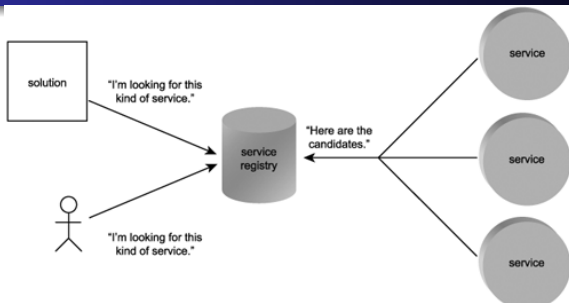 solution
"I'm looking for this
kind of service."
service
registry
"Here are the
candidates."
service
service
service
"I'm looking for this
kind of service."